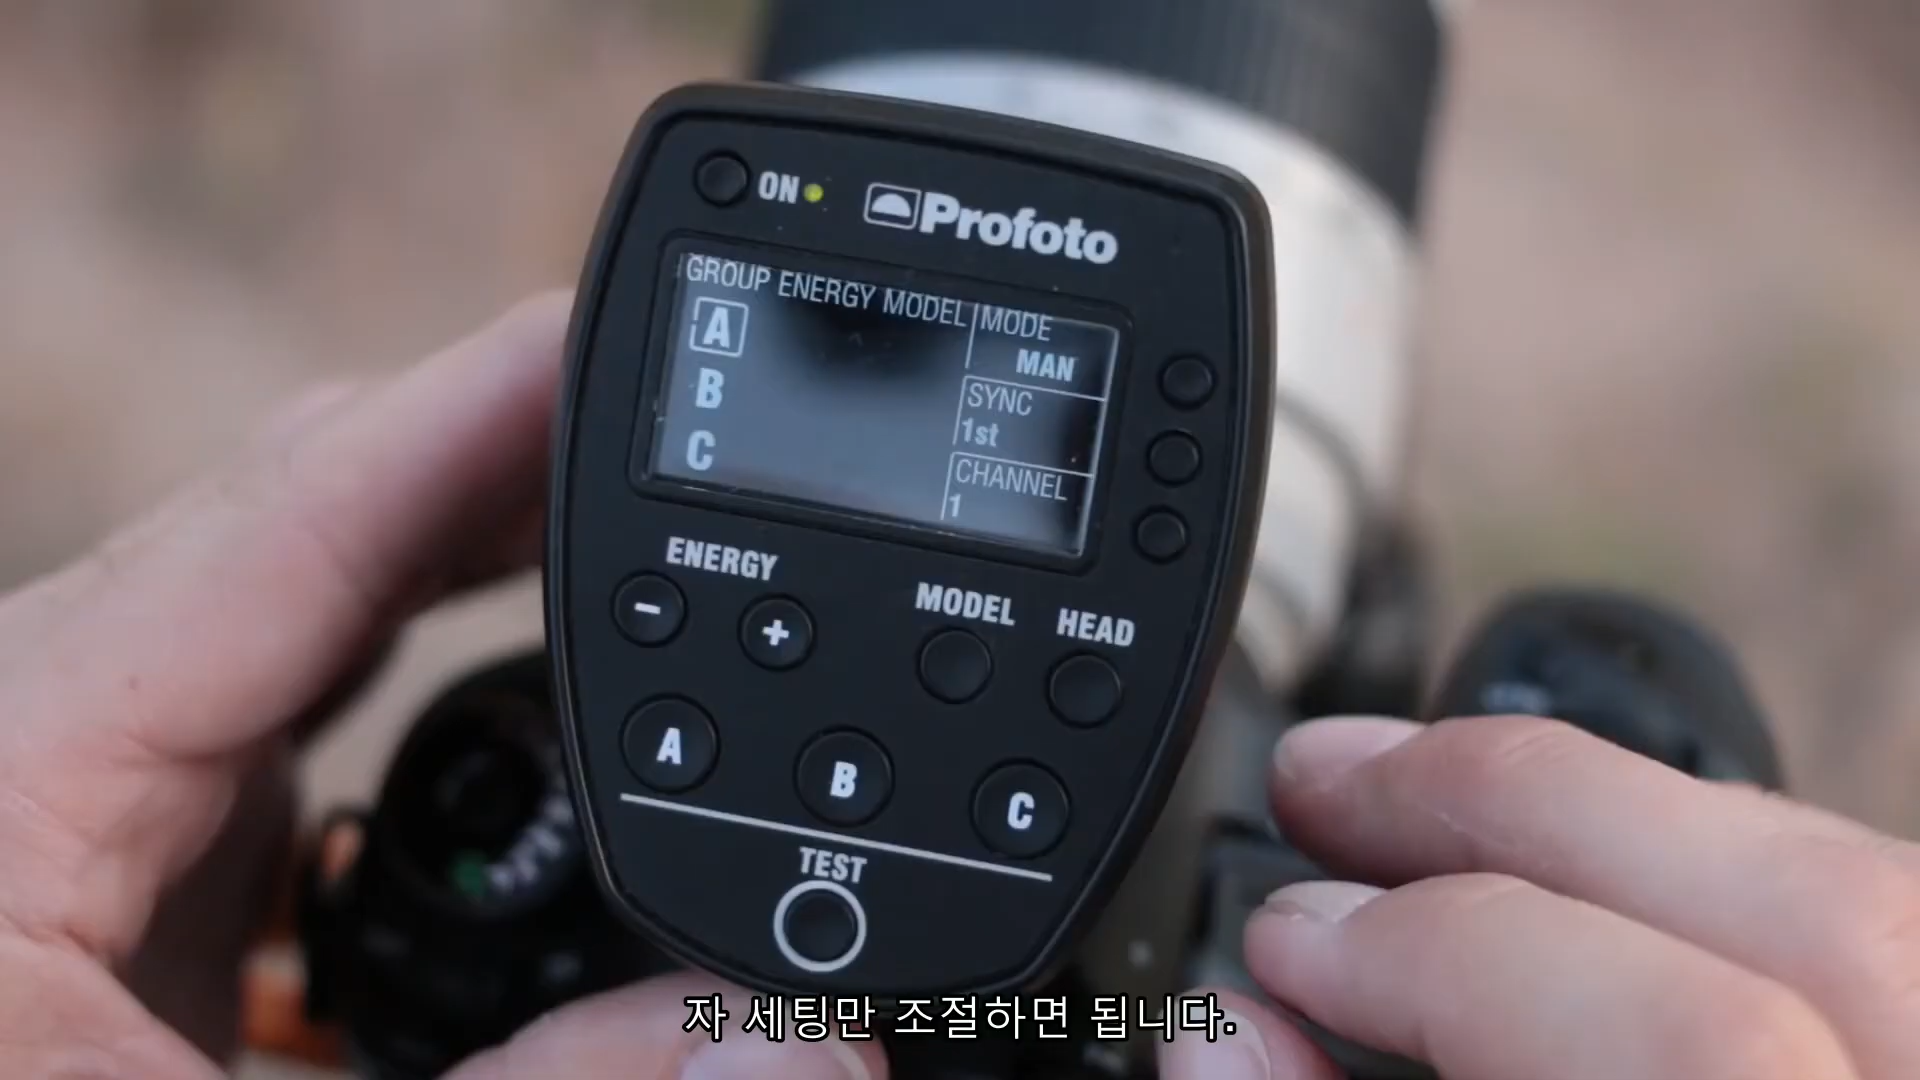 ON
Profoto
GROUP ENERGY MODEL
MODE
A
MAN
B
SYNC
1st
C
CHANNEL
1
ENERGY
MODEL
HEAD
− +
A B C
TEST
자 세팅만 조절하면 됩니다.